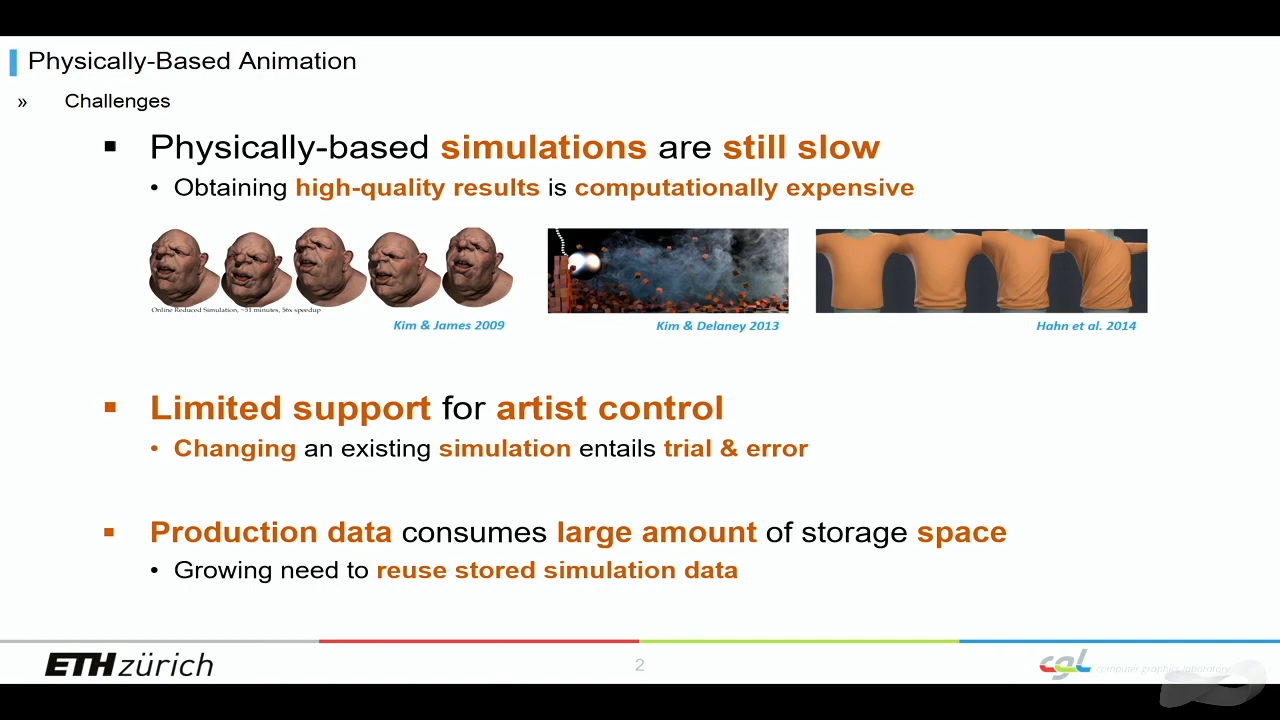 Physically-Based Animation
» Challenges
▪ Physically-based simulations are still slow
• Obtaining high-quality results is computationally expensive
Online Reduced Simulation, ~51 minutes, 56x speedup
Kim & James 2009
Kim & Delaney 2013
Hahn et al. 2014
▪ Limited support for artist control
• Changing an existing simulation entails trial & error
▪ Production data consumes large amount of storage space
• Growing need to reuse stored simulation data
ETH zürich
2
cgl computer graphics laboratory